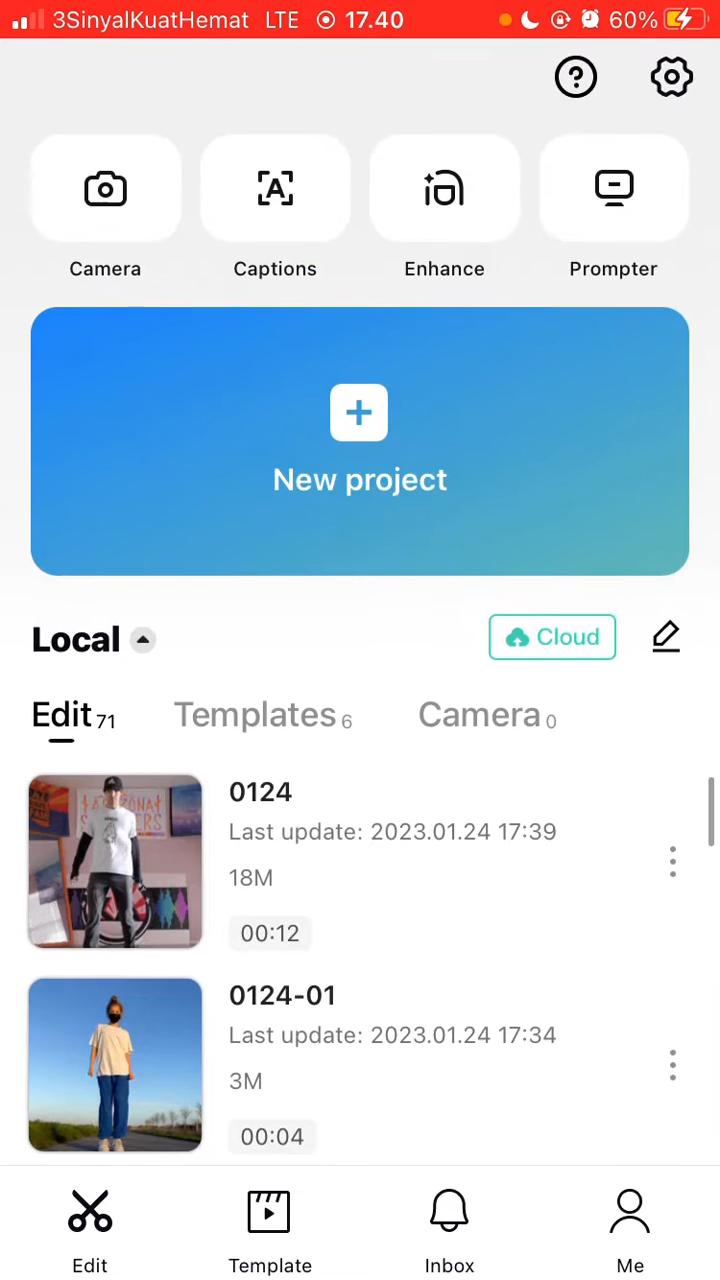 3SinyalKuatHemat LTE 17.40 60%
Camera Captions Enhance Prompter
New project
Local Cloud
Edit 71 Templates 6 Camera 0
0124
Last update: 2023.01.24 17:39
18M
00:12
0124-01
Last update: 2023.01.24 17:34
3M
00:04
Edit Template Inbox Me